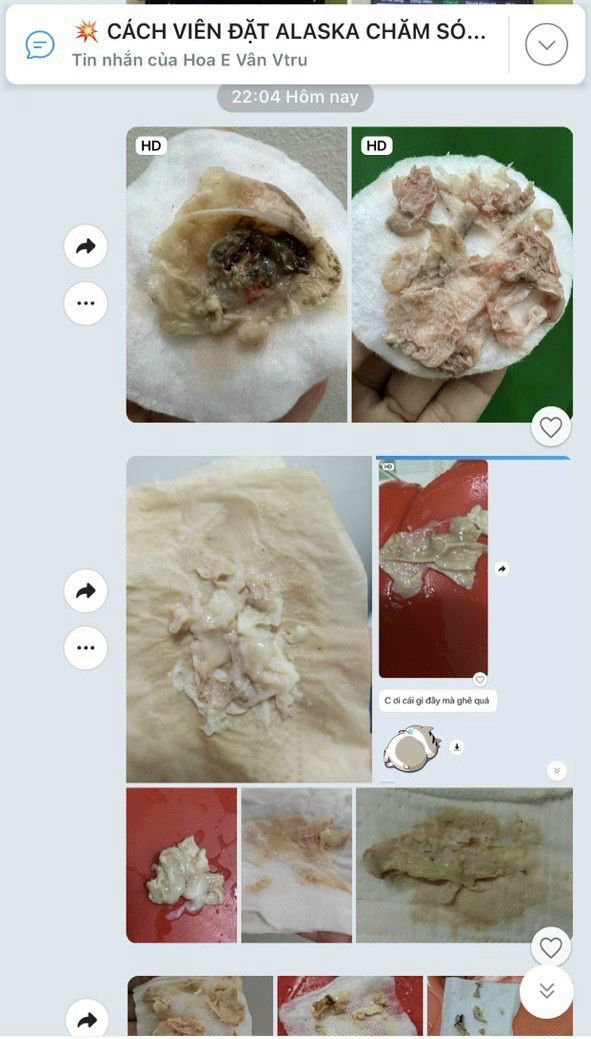 💥 CÁCH VIÊN ĐẶT ALASKA CHĂM SÓ...
Tin nhắn của Hoa E Vân Vtru
22:04 Hôm nay
HD
HD
HD
C ơi cái gì đây mà ghê quá